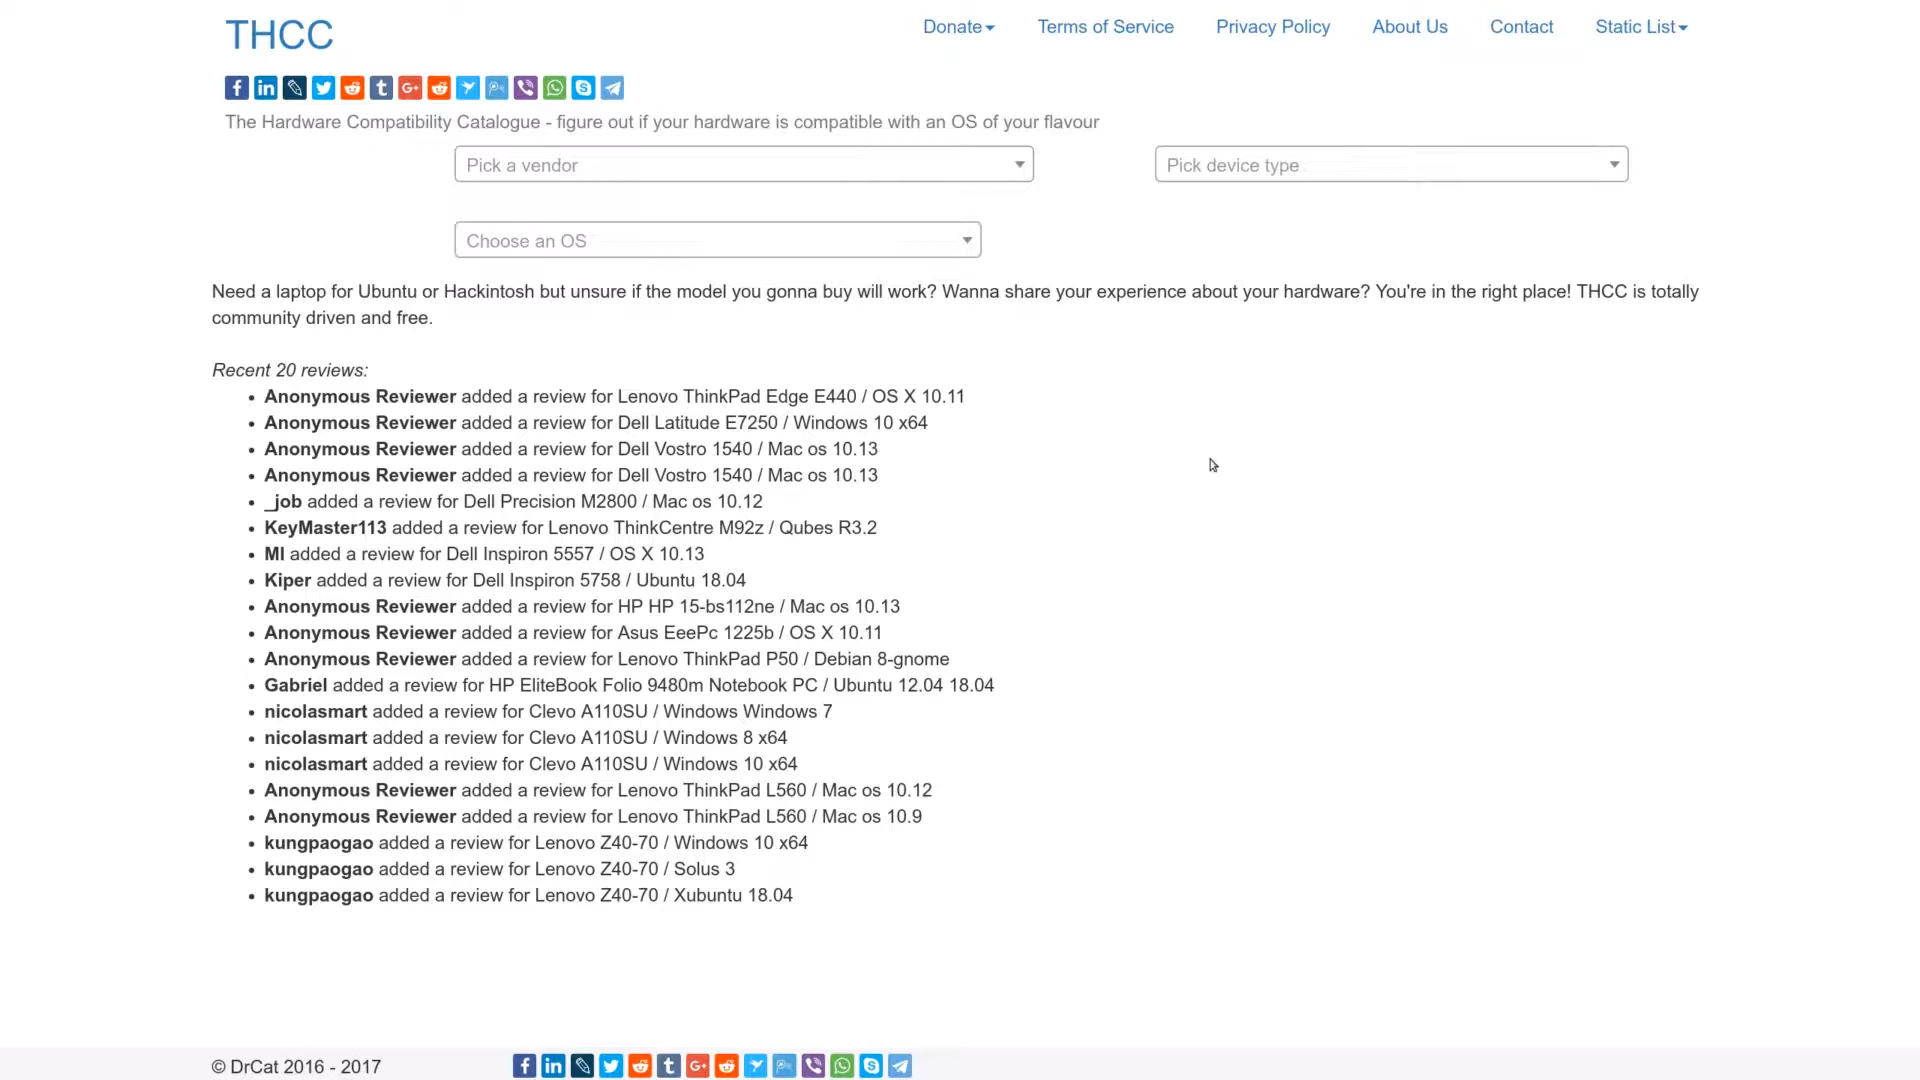 THCC
Donate Terms of Service Privacy Policy About Us Contact Static List
The Hardware Compatibility Catalogue - figure out if your hardware is compatible with an OS of your flavour
Pick a vendor Pick device type
Choose an OS
Need a laptop for Ubuntu or Hackintosh but unsure if the model you gonna buy will work? Wanna share your experience about your hardware? You're in the right place! THCC is totally
community driven and free.
Recent 20 reviews:
Anonymous Reviewer added a review for Lenovo ThinkPad Edge E440 / OS X 10.11
Anonymous Reviewer added a review for Dell Latitude E7250 / Windows 10 x64
Anonymous Reviewer added a review for Dell Vostro 1540 / Mac os 10.13
Anonymous Reviewer added a review for Dell Vostro 1540 / Mac os 10.13
_job added a review for Dell Precision M2800 / Mac os 10.12
KeyMaster113 added a review for Lenovo ThinkCentre M92z / Qubes R3.2
MI added a review for Dell Inspiron 5557 / OS X 10.13
Kiper added a review for Dell Inspiron 5758 / Ubuntu 18.04
Anonymous Reviewer added a review for HP HP 15-bs112ne / Mac os 10.13
Anonymous Reviewer added a review for Asus EeePc 1225b / OS X 10.11
Anonymous Reviewer added a review for Lenovo ThinkPad P50 / Debian 8-gnome
Gabriel added a review for HP EliteBook Folio 9480m Notebook PC / Ubuntu 12.04 18.04
nicolasmart added a review for Clevo A110SU / Windows Windows 7
nicolasmart added a review for Clevo A110SU / Windows 8 x64
nicolasmart added a review for Clevo A110SU / Windows 10 x64
Anonymous Reviewer added a review for Lenovo ThinkPad L560 / Mac os 10.12
Anonymous Reviewer added a review for Lenovo ThinkPad L560 / Mac os 10.9
kungpaogao added a review for Lenovo Z40-70 / Windows 10 x64
kungpaogao added a review for Lenovo Z40-70 / Solus 3
kungpaogao added a review for Lenovo Z40-70 / Xubuntu 18.04
© DrCat 2016 - 2017